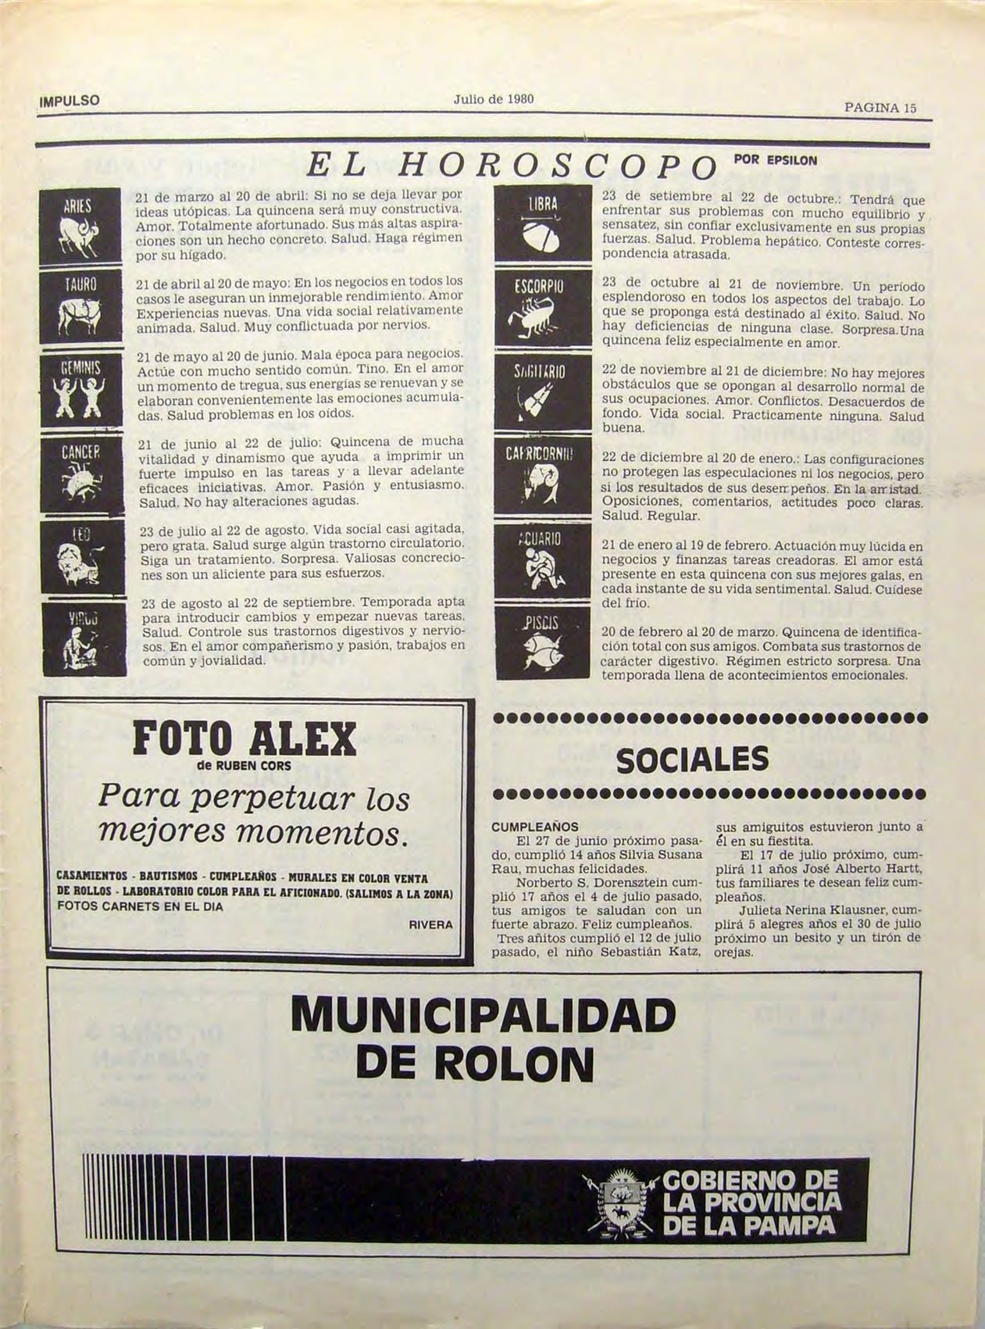 IMPULSO
Julio de 1980
PAGINA 15
EL HOROSCOPO
POR EPSILON
ARIES
21 de marzo al 20 de abril: Si no se deja llevar por
ideas utópicas. La quincena será muy constructiva.
Amor. Totalmente afortunado. Sus más altas aspira-
ciones son un hecho concreto. Salud. Haga régimen
por su hígado.
TAURO
21 de abril al 20 de mayo: En los negocios en todos los
casos le aseguran un inmejorable rendimiento. Amor
Experiencias nuevas. Una vida social relativamente
animada. Salud. Muy conflictuada por nervios.
GEMINIS
21 de mayo al 20 de junio. Mala época para negocios.
Actúe con mucho sentido común. Tino. En el amor
un momento de tregua, sus energías se renuevan y se
elaboran convenientemente las emociones acumula-
das. Salud problemas en los oídos.
CANCER
21 de junio al 22 de julio: Quincena de mucha
vitalidad y dinamismo que ayuda a imprimir un
fuerte impulso en las tareas y a llevar adelante
eficaces iniciativas. Amor. Pasión y entusiasmo.
Salud. No hay alteraciones agudas.
LEO
23 de julio al 22 de agosto. Vida social casi agitada,
pero grata. Salud surge algún trastorno circulatorio.
Siga un tratamiento. Sorpresa. Valiosas concrecio-
nes son un aliciente para sus esfuerzos.
VIRGO
23 de agosto al 22 de septiembre. Temporada apta
para introducir cambios y empezar nuevas tareas.
Salud. Controle sus trastornos digestivos y nervio-
sos. En el amor compañerismo y pasión, trabajos en
común y jovialidad.
LIBRA
23 de setiembre al 22 de octubre.: Tendrá que
enfrentar sus problemas con mucho equilibrio y
sensatez, sin confiar exclusivamente en sus propias
fuerzas. Salud. Problema hepático. Conteste corres-
pondencia atrasada.
ESCORPIO
23 de octubre al 21 de noviembre. Un período
esplendoroso en todos los aspectos del trabajo. Lo
que se proponga está destinado al éxito. Salud. No
hay deficiencias de ninguna clase. Sorpresa.Una
quincena feliz especialmente en amor.
SAGITARIO
22 de noviembre al 21 de diciembre: No hay mejores
obstáculos que se opongan al desarrollo normal de
sus ocupaciones. Amor. Conflictos. Desacuerdos de
fondo. Vida social. Practicamente ninguna. Salud
buena.
22 de diciembre al 20 de enero.: Las configuraciones
no protegen las especulaciones ni los negocios, pero
si los resultados de sus desempeños. En la amistad.
Oposiciones, comentarios, actitudes poco claras.
Salud. Regular.
ACUARIO
21 de enero al 19 de febrero. Actuación muy lúcida en
negocios y finanzas tareas creadoras. El amor está
presente en esta quincena con sus mejores galas, en
cada instante de su vida sentimental. Salud. Cuídese
del frío.
PISCIS
20 de febrero al 20 de marzo. Quincena de identifica-
ción total con sus amigos. Combata sus trastornos de
carácter digestivo. Régimen estricto sorpresa. Una
temporada llena de acontecimientos emocionales.
FOTO ALEX
de RUBEN CORS
Para perpetuar los
mejores momentos.
CASAMIENTOS - BAUTISMOS - CUMPLEAÑOS - MURALES EN COLOR VENTA
DE ROLLOS - LABORATORIO COLOR PARA EL AFICIONADO. (SALIMOS A LA ZONA)
FOTOS CARNETS EN EL DIA
RIVERA
SOCIALES
CUMPLEAÑOS
El 27 de junio próximo pasa-
do, cumplió 14 años Silvia Susana
Rau, muchas felicidades.
Norberto S. Dorensztein cum-
plió 17 años el 4 de julio pasado,
tus amigos te saludan con un
fuerte abrazo. Feliz cumpleaños.
Tres añitos cumplió el 12 de julio
pasado, el niño Sebastián Katz,
sus amiguitos estuvieron junto a
él en su fiestita.
El 17 de julio próximo, cum-
plirá 11 años José Alberto Hartt,
tus familiares te desean feliz cum-
pleaños.
Julieta Nerina Klausner, cum-
plirá 5 alegres años el 30 de julio
próximo un besito y un tirón de
orejas.
MUNICIPALIDAD
DE ROLON
GOBIERNO DE
LA PROVINCIA
DE LA PAMPA